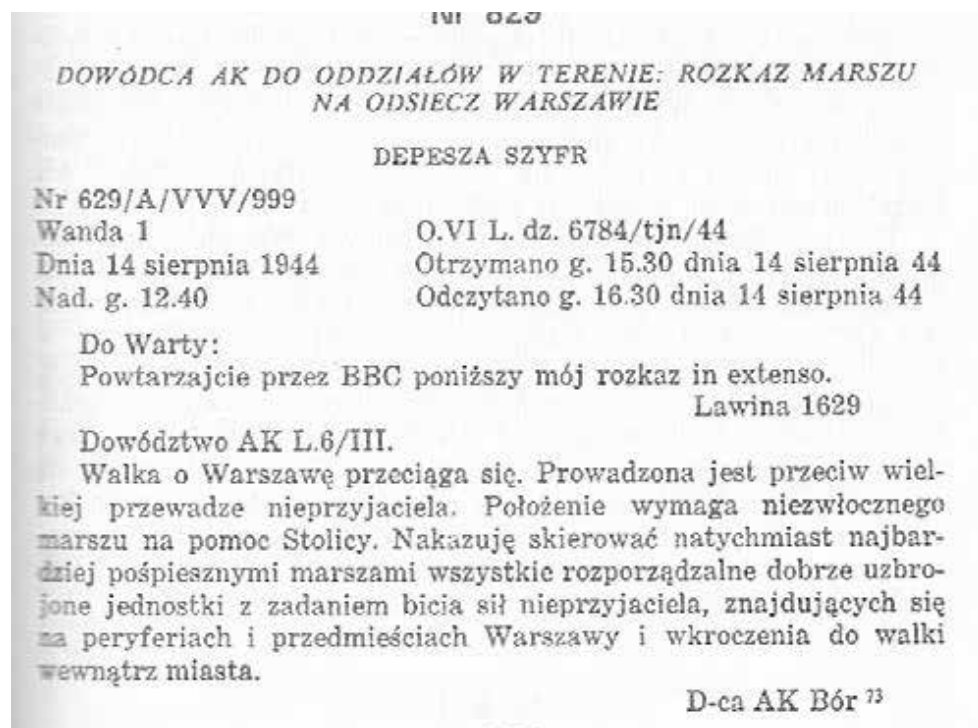 Nr 829
DOWÓDCA AK DO ODDZIAŁÓW W TERENIE: ROZKAZ MARSZU
NA ODSIECZ WARSZAWIE
DEPESZA SZYFR
Nr 629/A/VVV/999
Wanda 1 O.VI L. dz. 6784/tjn/44
Dnia 14 sierpnia 1944 Otrzymano g. 15.30 dnia 14 sierpnia 44
Nad. g. 12.40 Odczytano g. 16.30 dnia 14 sierpnia 44
Do Warty:
Powtarzajcie przez BBC poniższy mój rozkaz in extenso.
Lawina 1629
Dowództwo AK L.6/III.
Walka o Warszawę przeciąga się. Prowadzona jest przeciw wiel-
kiej przewadze nieprzyjaciela. Położenie wymaga niezwłocznego
marszu na pomoc Stolicy. Nakazuję skierować natychmiast najbar-
dziej pośpiesznymi marszami wszystkie rozporządzalne dobrze uzbro-
jone jednostki z zadaniem bicia sił nieprzyjaciela, znajdujących się
na peryferiach i przedmieściach Warszawy i wkroczenia do walki
wewnątrz miasta.
D-ca AK Bór 73